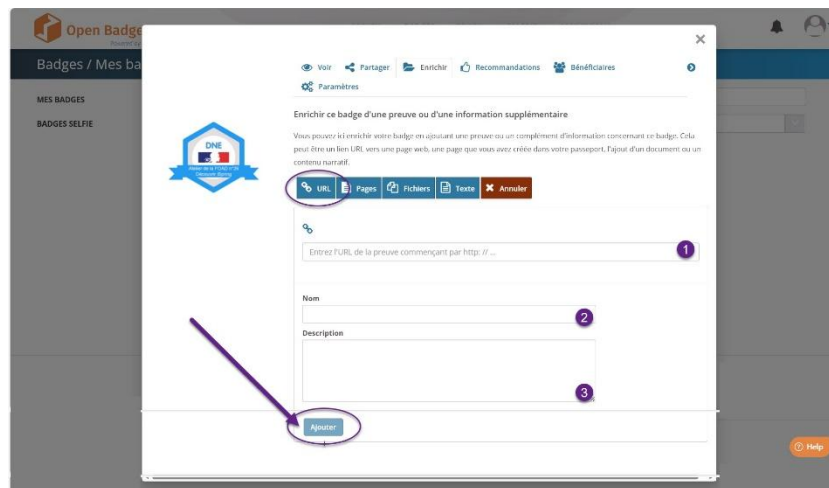 Open Badge
Powered by
Badges / Mes ba
MES BADGES
BADGES SELFIE
×
Voir Partager Enrichir Recommandations Bénéficiaires
Paramètres
Enrichir ce badge d'une preuve ou d'une information supplémentaire
Vous pouvez ici enrichir votre badge en ajoutant une preuve ou un complément d'information concernant ce badge. Cela
peut être un lien URL vers une page web, une page que vous avez créée dans votre passeport, l'ajout d'un document ou un
contenu narratif.
DNE
URL Pages Fichiers Texte Annuler
Entrez l'URL de la preuve commençant par http: // ...
1
Nom
2
Description
3
Ajouter
Help